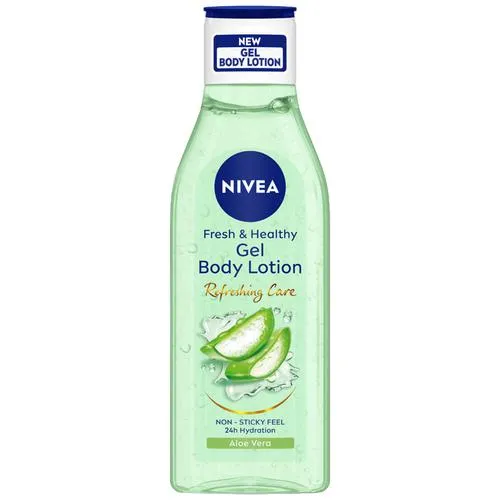 NEW
GEL
BODY LOTION
NIVEA
Fresh & Healthy
Gel
Body Lotion
Refreshing Care
NON - STICKY FEEL
24h Hydration
Aloe Vera